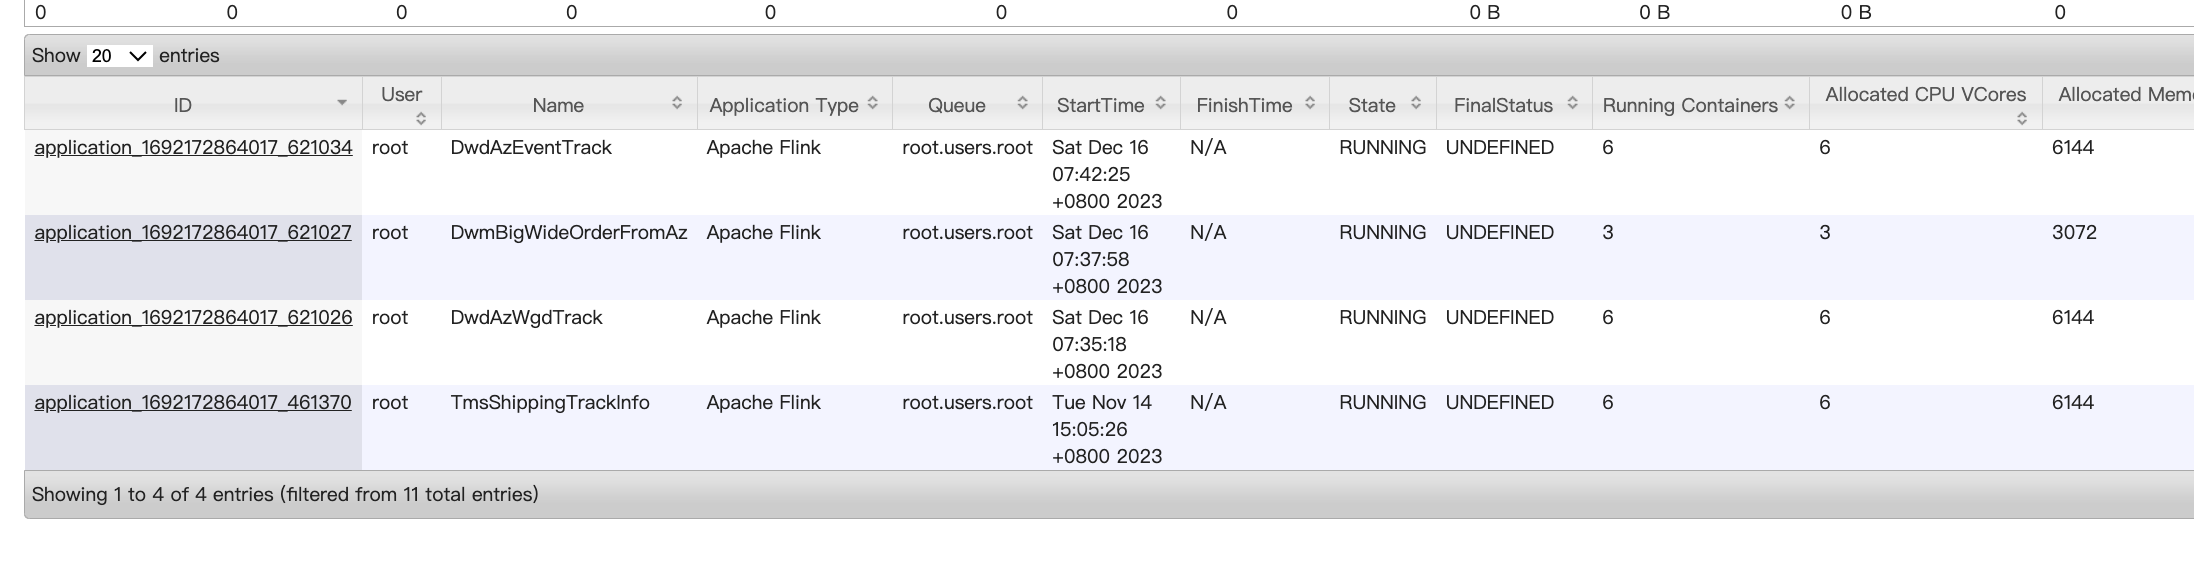 0 0 0 0 0 0 0 0 B 0 B 0 B 0
Show 20 entries
ID User Name Application Type Queue StartTime FinishTime State FinalStatus Running Containers Allocated CPU VCores Allocated Mem
application_1692172864017_621034 root DwdAzEventTrack Apache Flink root.users.root Sat Dec 16 N/A RUNNING UNDEFINED 6 6 6144
07:42:25
+0800 2023
application_1692172864017_621027 root DwmBigWideOrderFromAz Apache Flink root.users.root Sat Dec 16 N/A RUNNING UNDEFINED 3 3 3072
07:37:58
+0800 2023
application_1692172864017_621026 root DwdAzWgdTrack Apache Flink root.users.root Sat Dec 16 N/A RUNNING UNDEFINED 6 6 6144
07:35:18
+0800 2023
application_1692172864017_461370 root TmsShippingTrackInfo Apache Flink root.users.root Tue Nov 14 N/A RUNNING UNDEFINED 6 6 6144
15:05:26
+0800 2023
Showing 1 to 4 of 4 entries (filtered from 11 total entries)